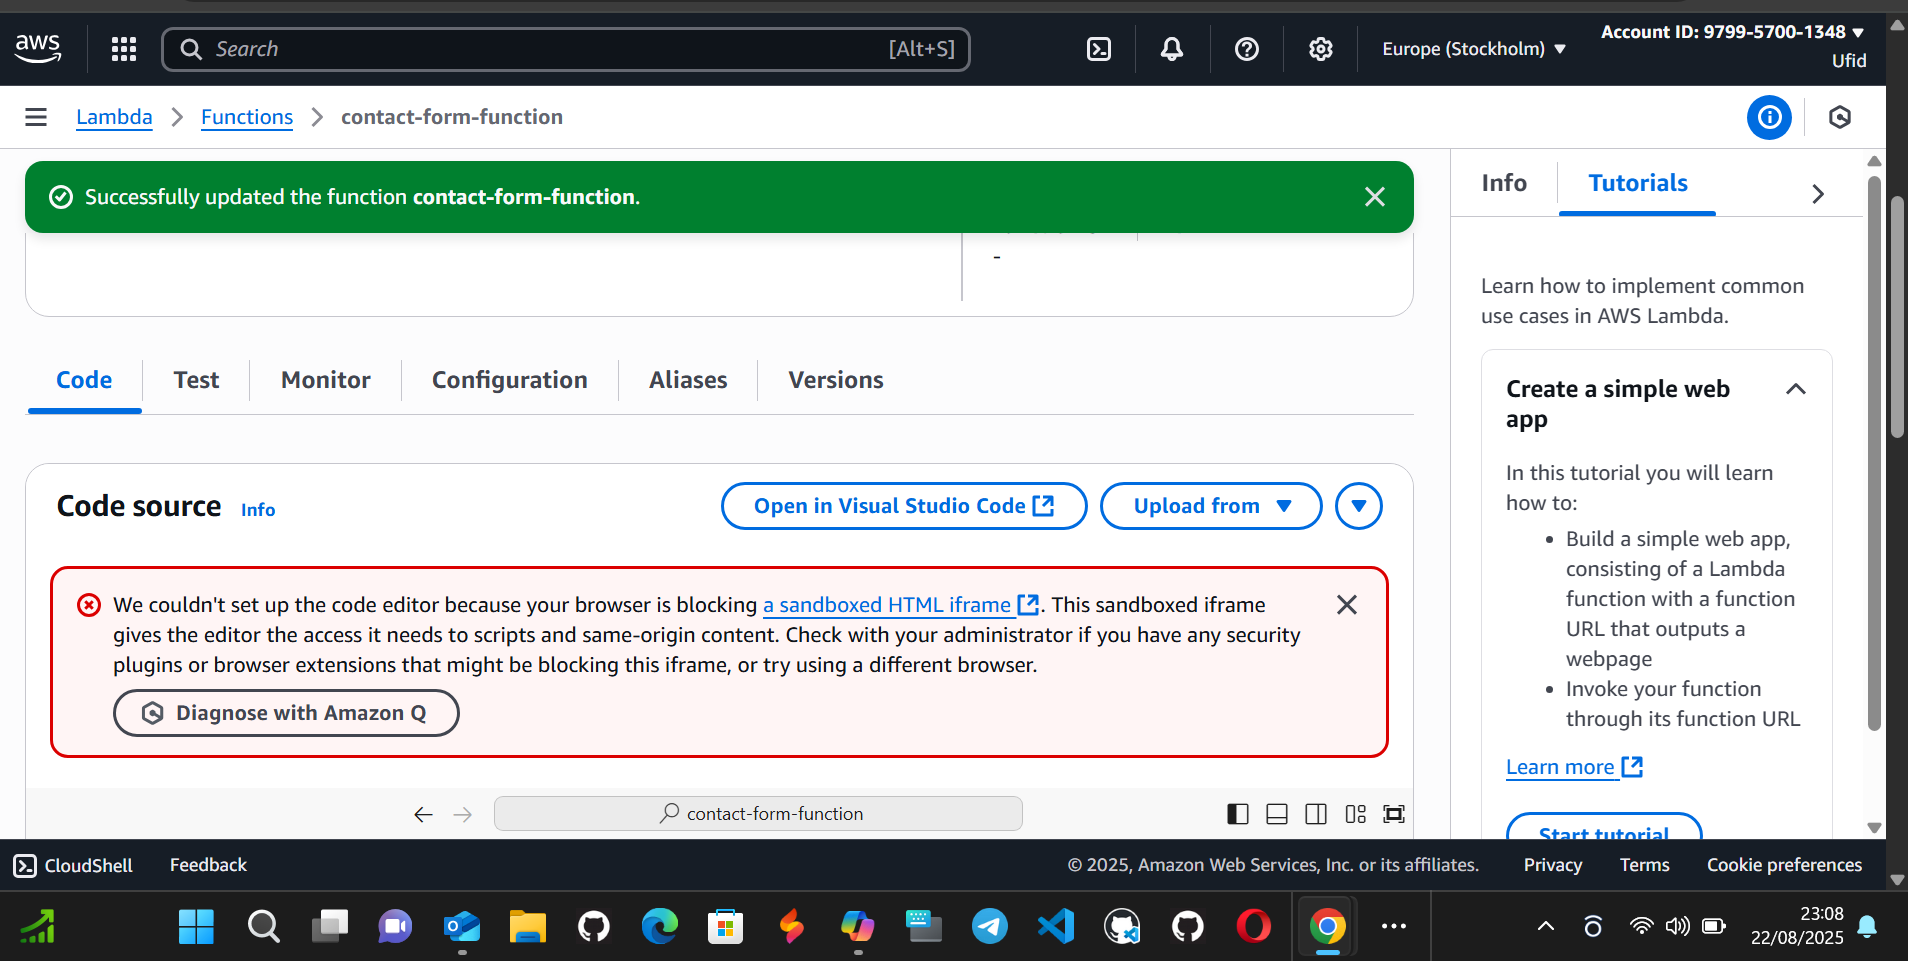 aws
Search
[Alt+S]
Europe (Stockholm)
Account ID: 9799-5700-1348
Ufid
Lambda
Functions
contact-form-function
Successfully updated the function contact-form-function.
-
Code
Test
Monitor
Configuration
Aliases
Versions
Code source
Info
Open in Visual Studio Code
Upload from
We couldn't set up the code editor because your browser is blocking a sandboxed HTML iframe. This sandboxed iframe
gives the editor the access it needs to scripts and same-origin content. Check with your administrator if you have any security
plugins or browser extensions that might be blocking this iframe, or try using a different browser.
Diagnose with Amazon Q
contact-form-function
Info
Tutorials
Learn how to implement common
use cases in AWS Lambda.
Create a simple web
app
In this tutorial you will learn
how to:
Build a simple web app,
consisting of a Lambda
function with a function
URL that outputs a
webpage
Invoke your function
through its function URL
Learn more
Start tutorial
CloudShell
Feedback
© 2025, Amazon Web Services, Inc. or its affiliates.
Privacy
Terms
Cookie preferences
23:08
22/08/2025